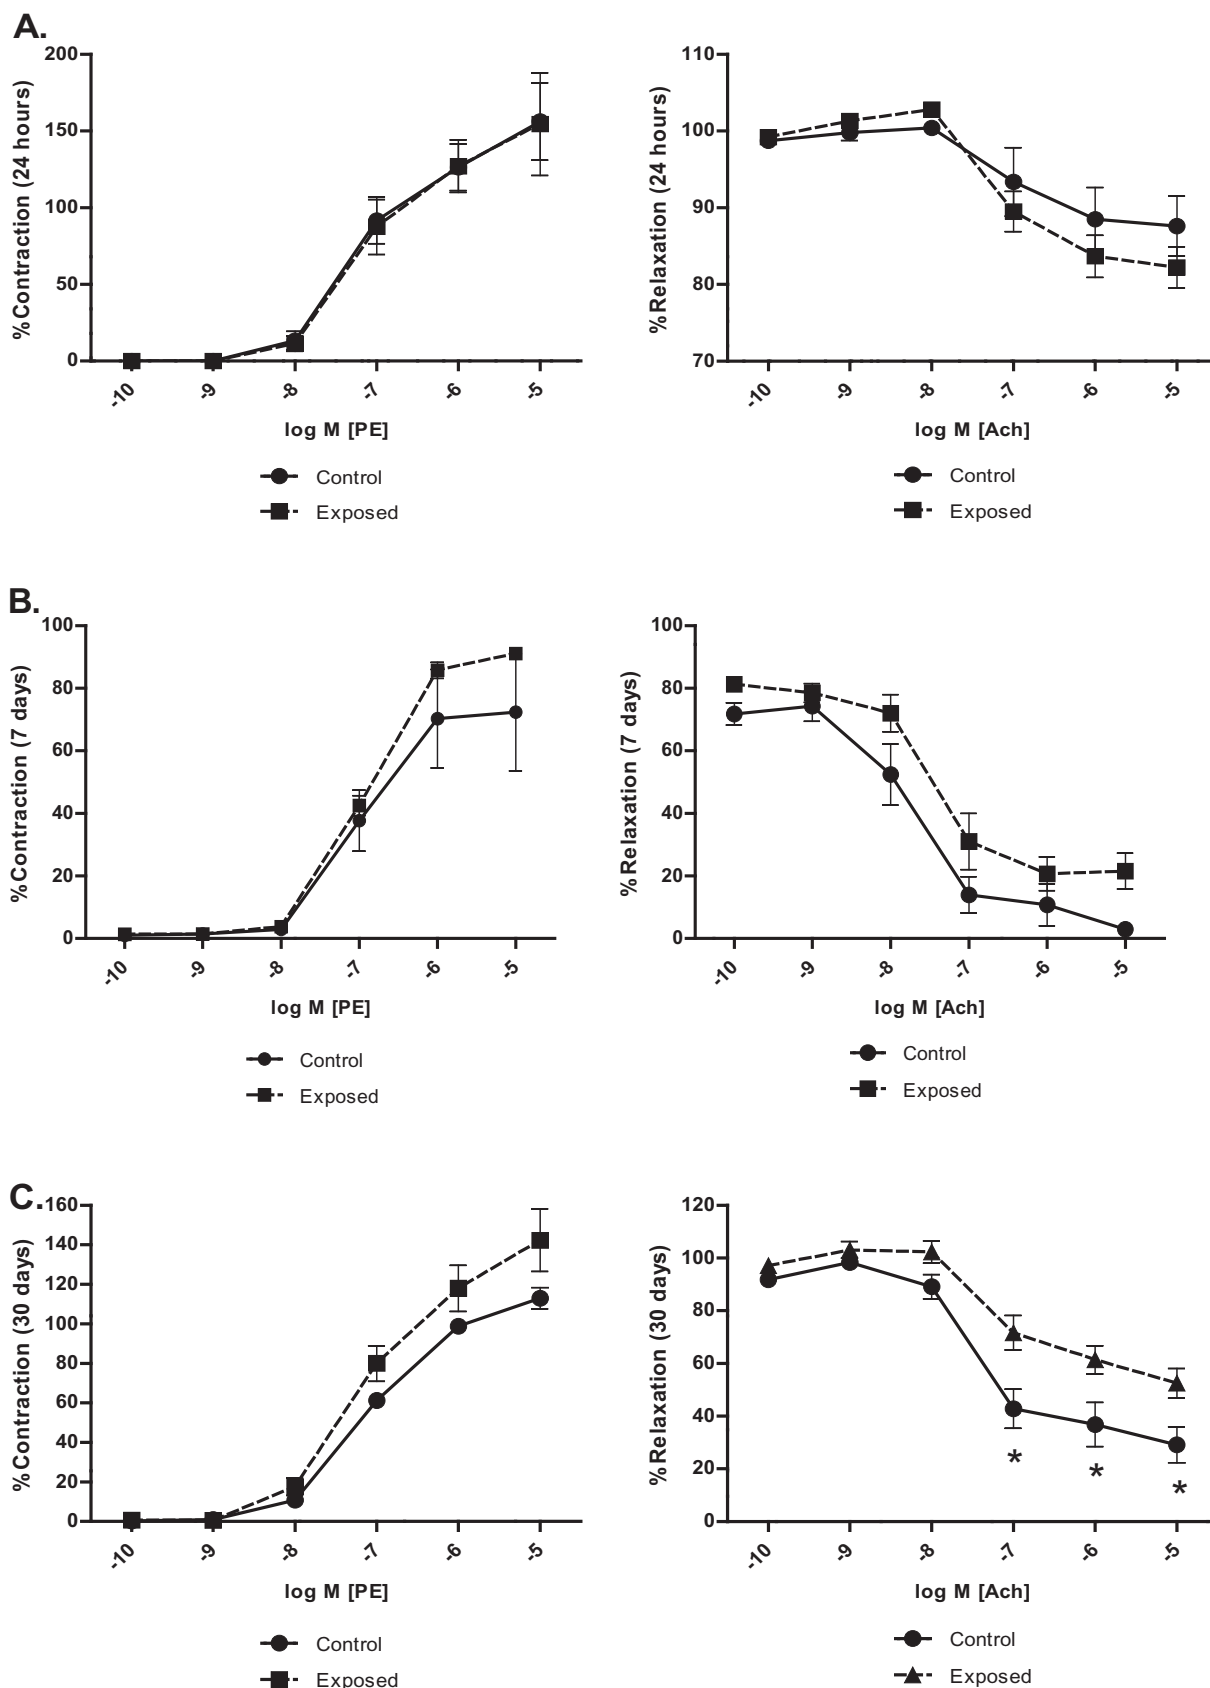 A.
%Contraction (24 hours)
200
150
100
50
0
-10
-9
-8
-7
-6
-5
log M [PE]
Control
Exposed
%Relaxation (24 hours)
110
100
90
80
70
-10
-9
-8
-7
-6
-5
log M [Ach]
Control
Exposed
B.
%Contraction (7 days)
100
80
60
40
20
0
-10
-9
-8
-7
-6
-5
log M [PE]
Control
Exposed
%Relaxation (7 days)
100
80
60
40
20
0
-10
-9
-8
-7
-6
-5
log M [Ach]
Control
Exposed
C.
%Contraction (30 days)
160
140
120
100
80
60
40
20
0
-10
-9
-8
-7
-6
-5
log M [PE]
Control
Exposed
%Relaxation (30 days)
120
100
80
60
40
20
0
*
*
*
-10
-9
-8
-7
-6
-5
log M [Ach]
Control
Exposed